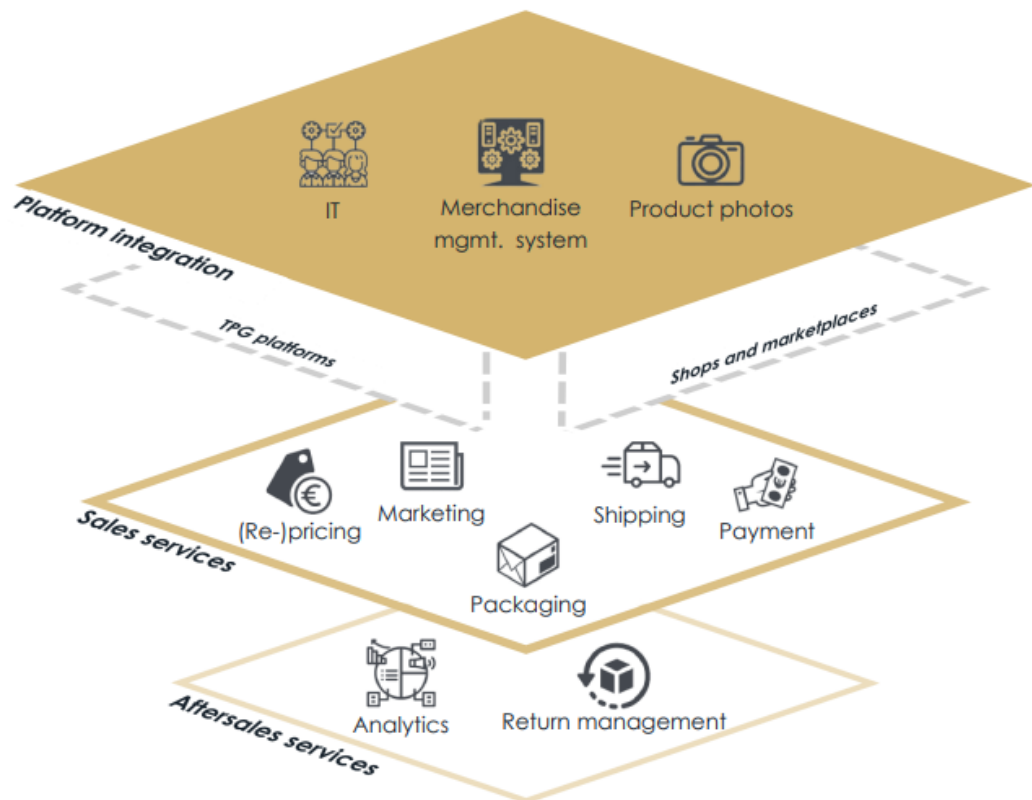 IT
Merchandise
mgmt. system
Product photos
Platform integration
TPG platforms
Shops and marketplaces
(Re-)pricing
Marketing
Shipping
Payment
Packaging
Sales services
Analytics
Return management
Aftersales services